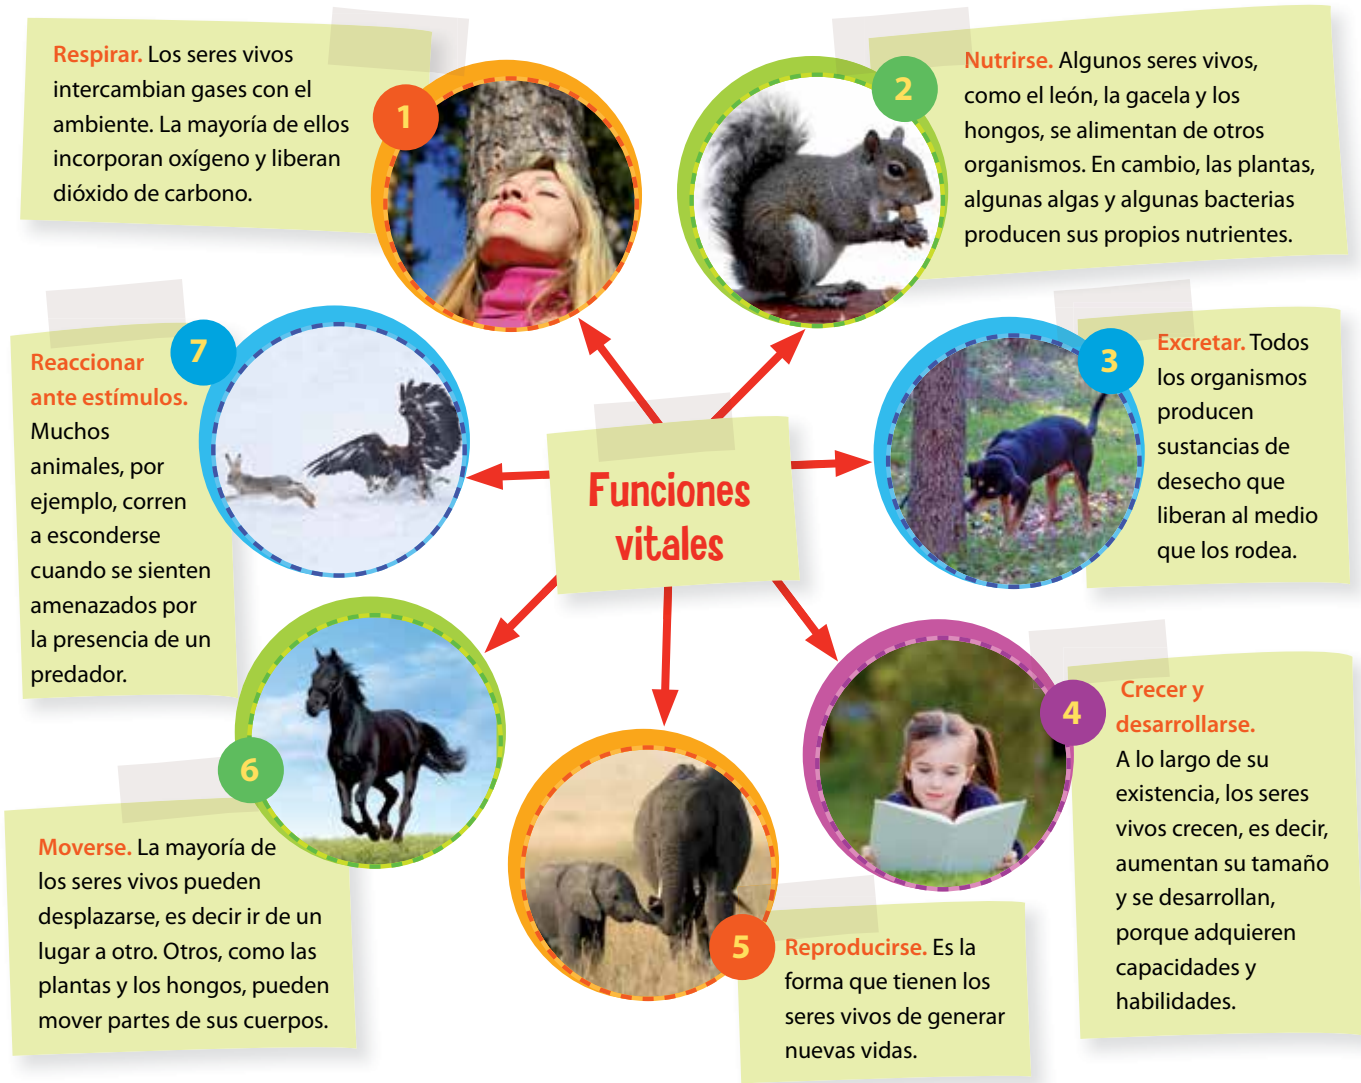 Respirar. Los seres vivos
intercambian gases con el
ambiente. La mayoría de ellos
incorporan oxígeno y liberan
dióxido de carbono.
1
2
Nutrirse. Algunos seres vivos,
como el león, la gacela y los
hongos, se alimentan de otros
organismos. En cambio, las plantas,
algunas algas y algunas bacterias
producen sus propios nutrientes.
3
Excretar. Todos
los organismos
producen
sustancias de
desecho que
liberan al medio
que los rodea.
Funciones
vitales
4
Crecer y
desarrollarse.
A lo largo de su
existencia, los seres
vivos crecen, es decir,
aumentan su tamaño
y se desarrollan,
porque adquieren
capacidades y
habilidades.
5
Reproducirse. Es la
forma que tienen los
seres vivos de generar
nuevas vidas.
6
Moverse. La mayoría de
los seres vivos pueden
desplazarse, es decir ir de un
lugar a otro. Otros, como las
plantas y los hongos, pueden
mover partes de sus cuerpos.
7
Reaccionar
ante estímulos.
Muchos
animales, por
ejemplo, corren
a esconderse
cuando se sienten
amenazados por
la presencia de un
predador.